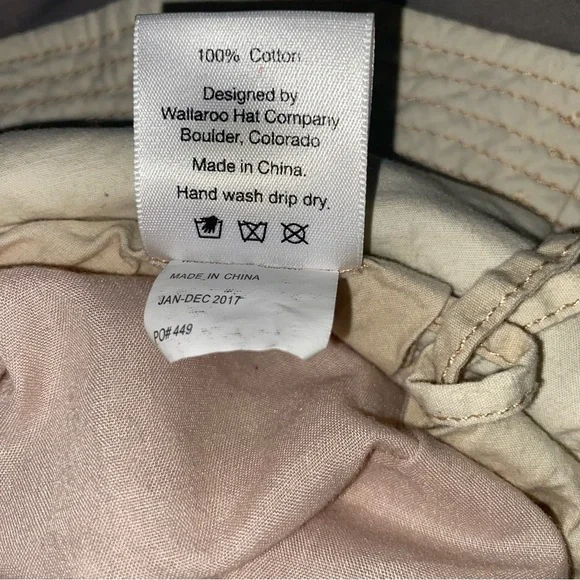 100% Cotton
Designed by
Wallaroo Hat Company
Boulder, Colorado
Made in China.
Hand wash drip dry.
MADE IN CHINA
JAN-DEC 2017
PO# 449